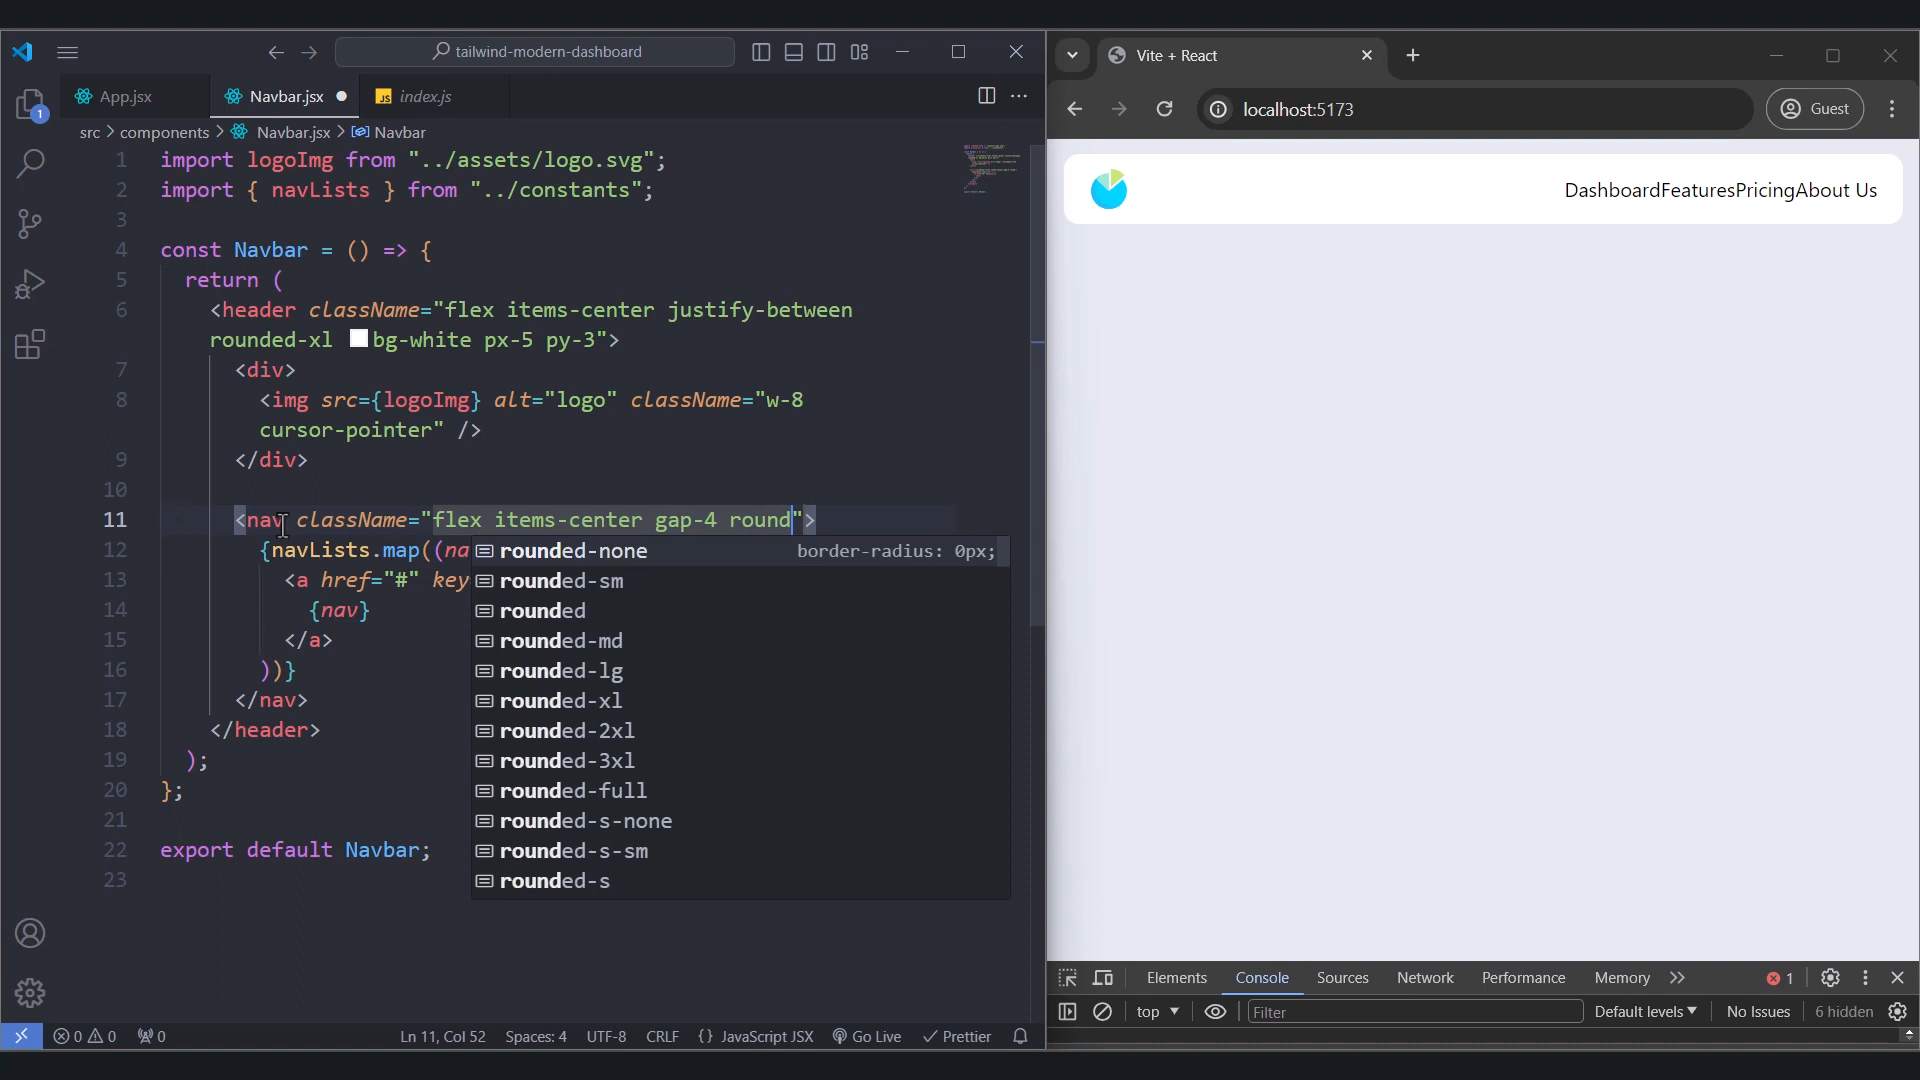 tailwind-modern-dashboard
App.jsx
Navbar.jsx
JS index.js
src > components > Navbar.jsx > Navbar
1
1 import logoImg from "../assets/logo.svg";
2 import { navLists } from "../constants";
3
4 const Navbar = () => {
5 return (
6 <header className="flex items-center justify-between
rounded-xl bg-white px-5 py-3">
7 <div>
8 <img src={logoImg} alt="logo" className="w-8
cursor-pointer" />
9 </div>
10
11 <nav className="flex items-center gap-4 round">
12 {navLists.map((na
13 <a href="#" key
14 {nav}
15 </a>
16 ))}
17 </nav>
18 </header>
19 );
20 };
21
22 export default Navbar;
23
rounded-none border-radius: 0px;
rounded-sm
rounded
rounded-md
rounded-lg
rounded-xl
rounded-2xl
rounded-3xl
rounded-full
rounded-s-none
rounded-s-sm
rounded-s
0 0 0 Ln 11, Col 52 Spaces: 4 UTF-8 CRLF {} JavaScript JSX Go Live Prettier
Vite + React
localhost:5173
Guest
DashboardFeaturesPricingAbout Us
Elements Console Sources Network Performance Memory 1
top Filter Default levels No Issues 6 hidden